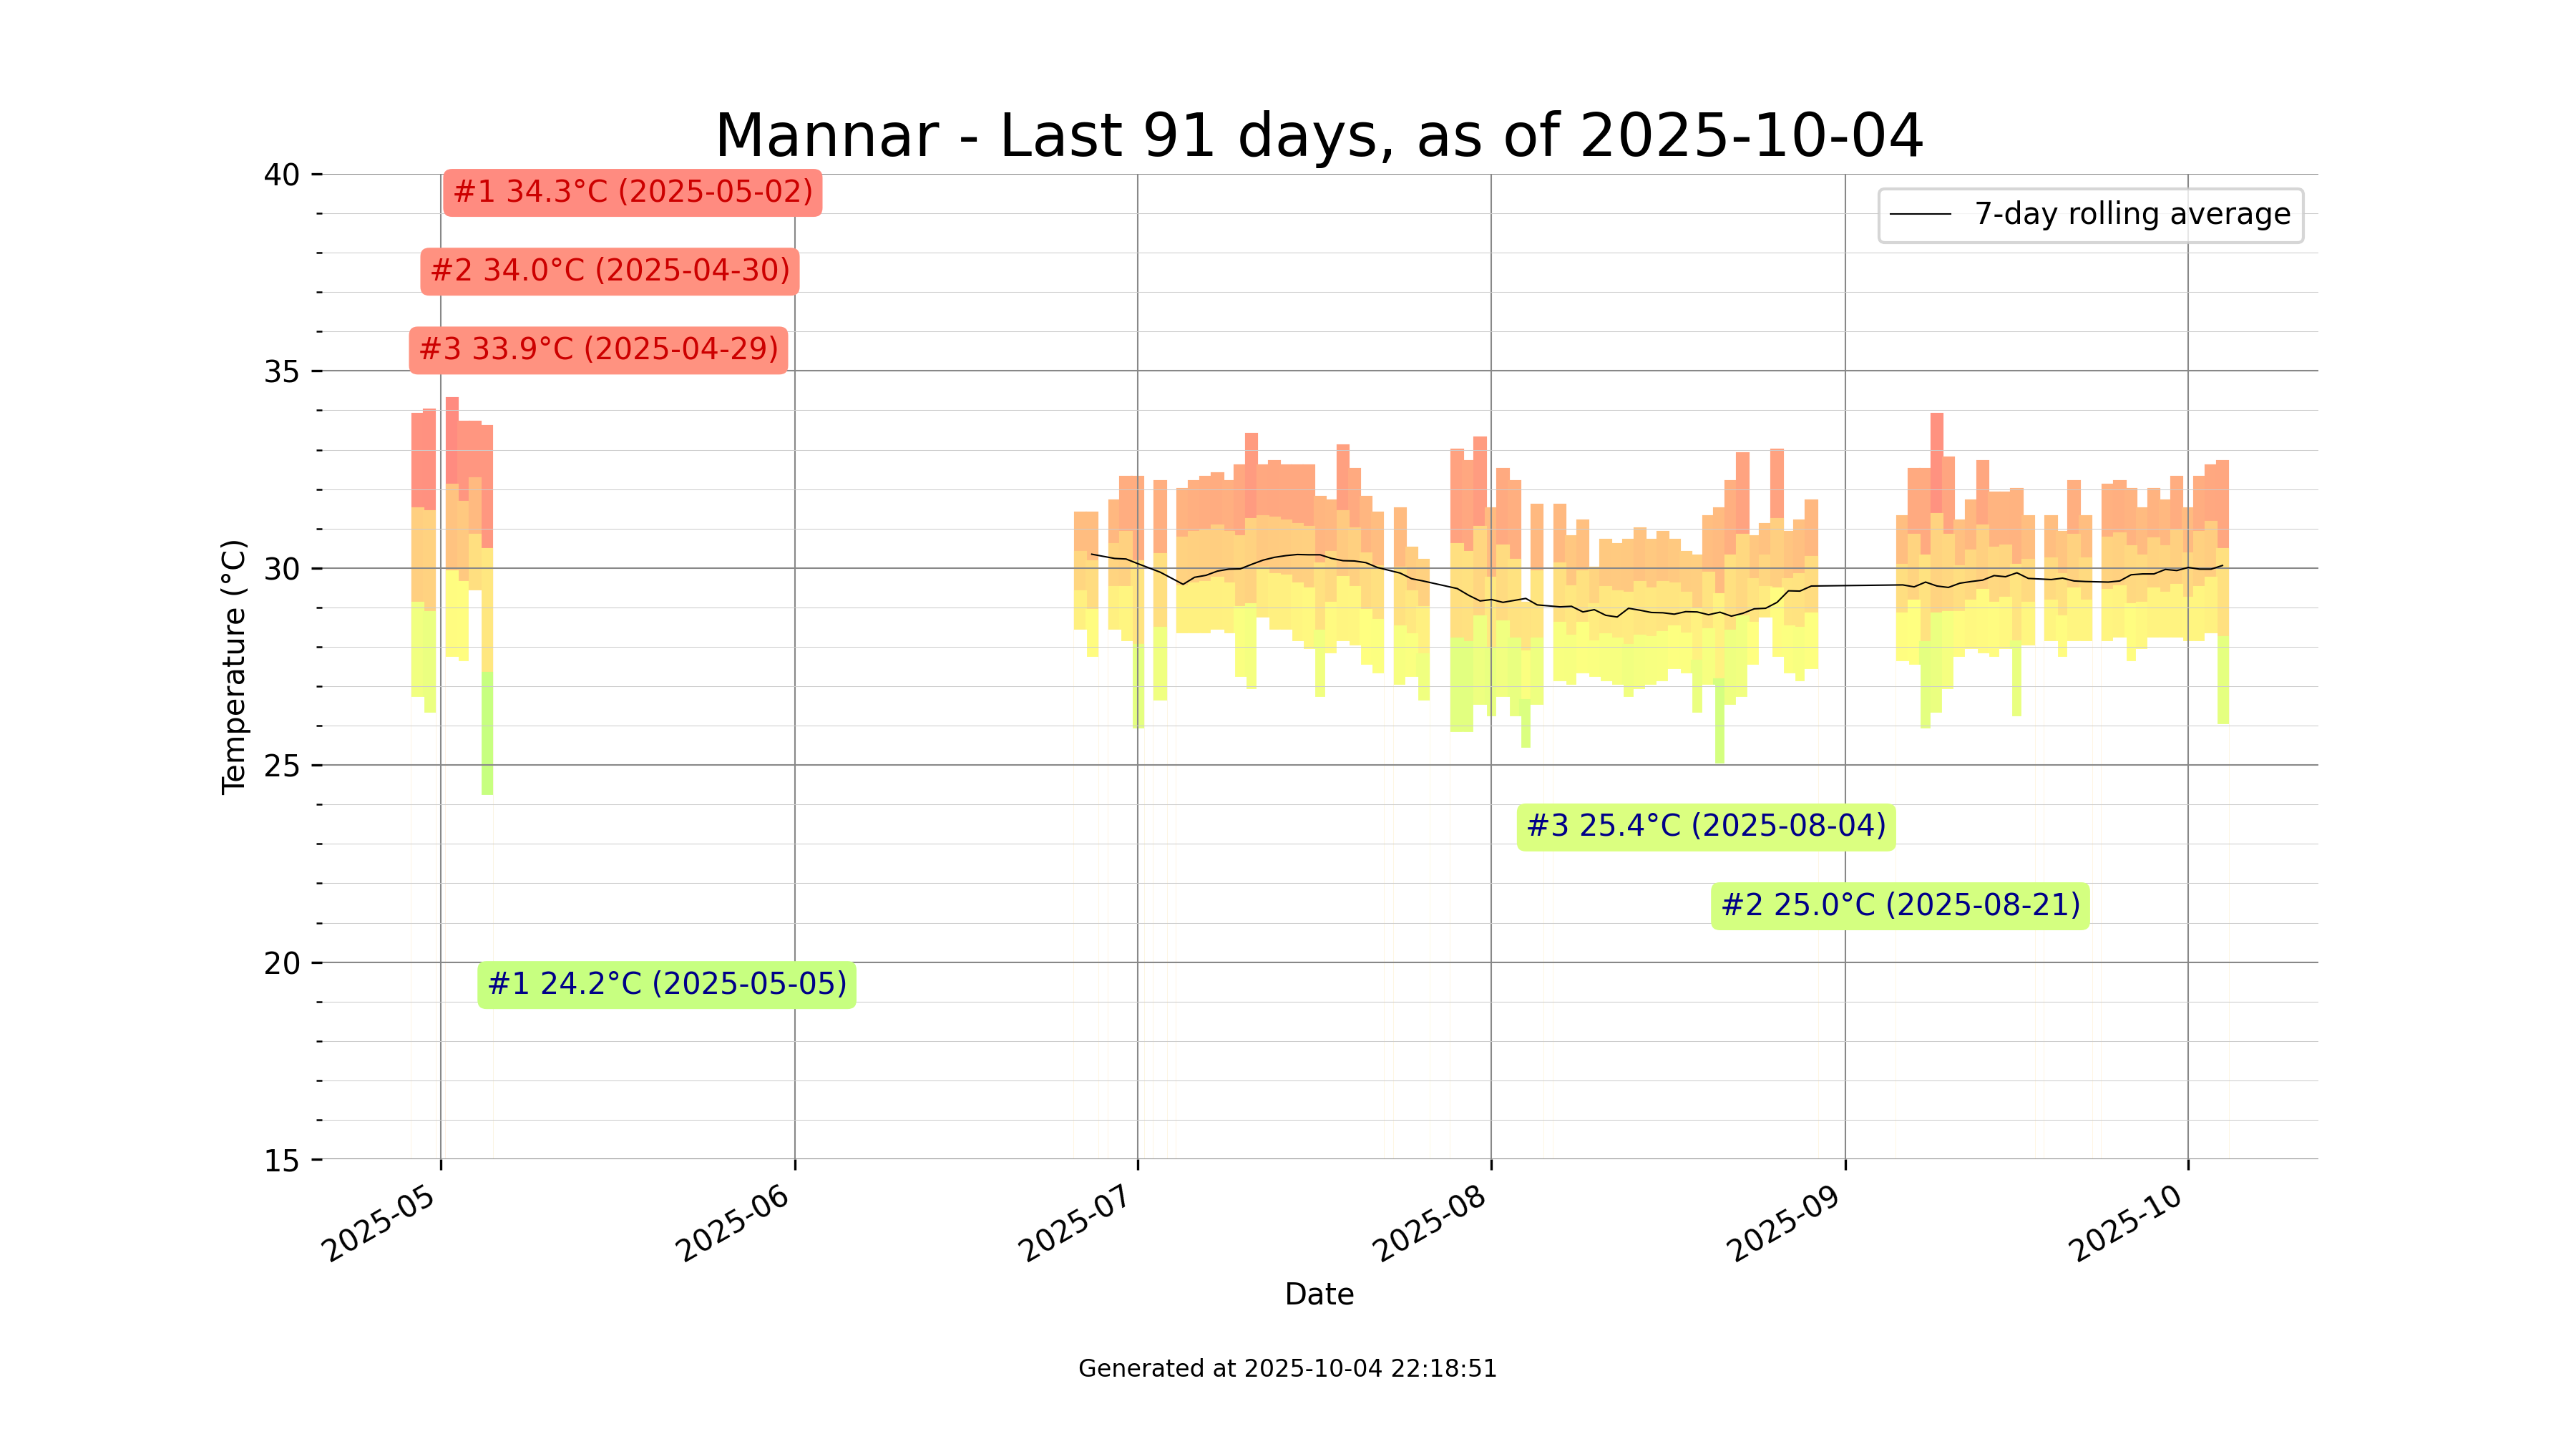 Mannar - Last 91 days, as of 2025-10-04
40
35
30
25
20
15
Temperature (°C)
#1 34.3°C (2025-05-02)
#2 34.0°C (2025-04-30)
#3 33.9°C (2025-04-29)
7-day rolling average
#3 25.4°C (2025-08-04)
#2 25.0°C (2025-08-21)
#1 24.2°C (2025-05-05)
2025-05
2025-06
2025-07
2025-08
2025-09
2025-10
Date
Generated at 2025-10-04 22:18:51